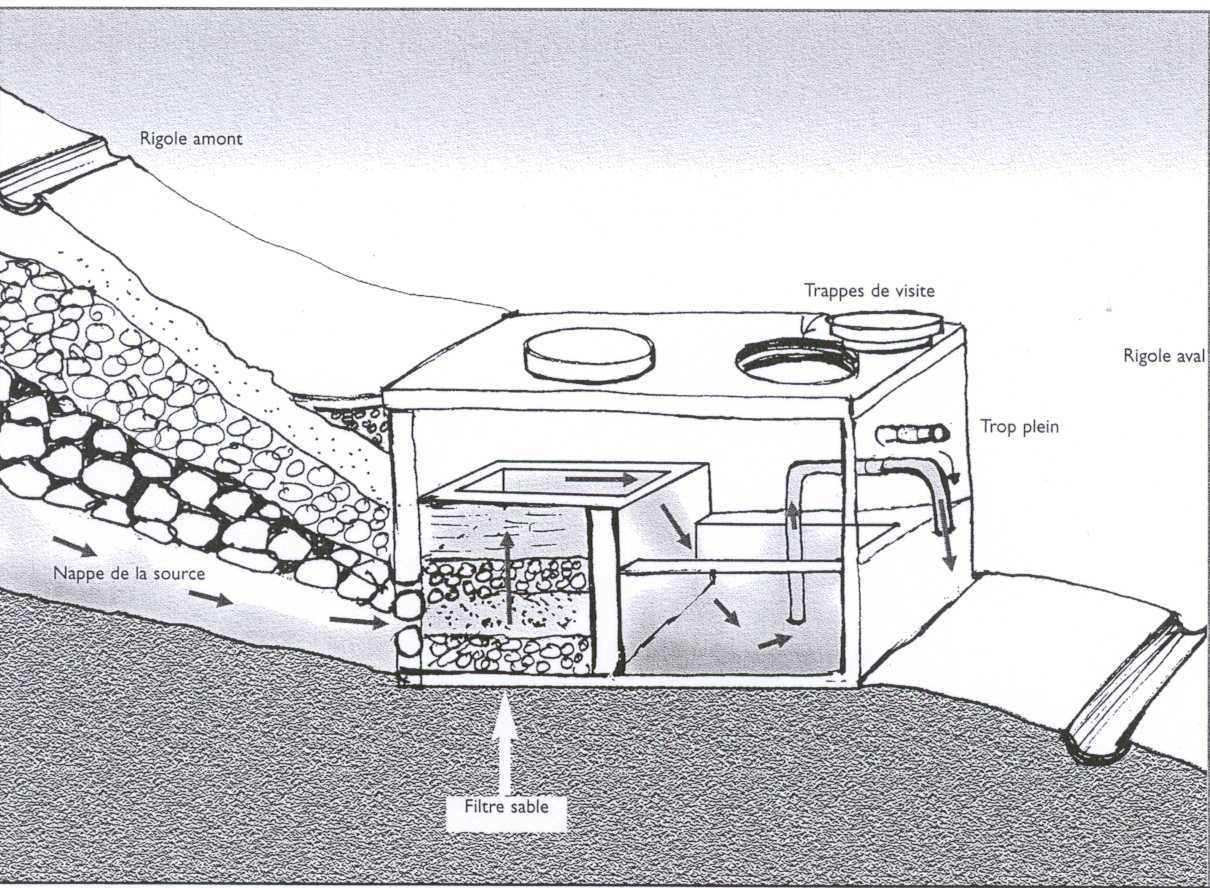 Rigole amont
Trappes de visite
Rigole aval
Trop plein
Nappe de la source
Filtre sable